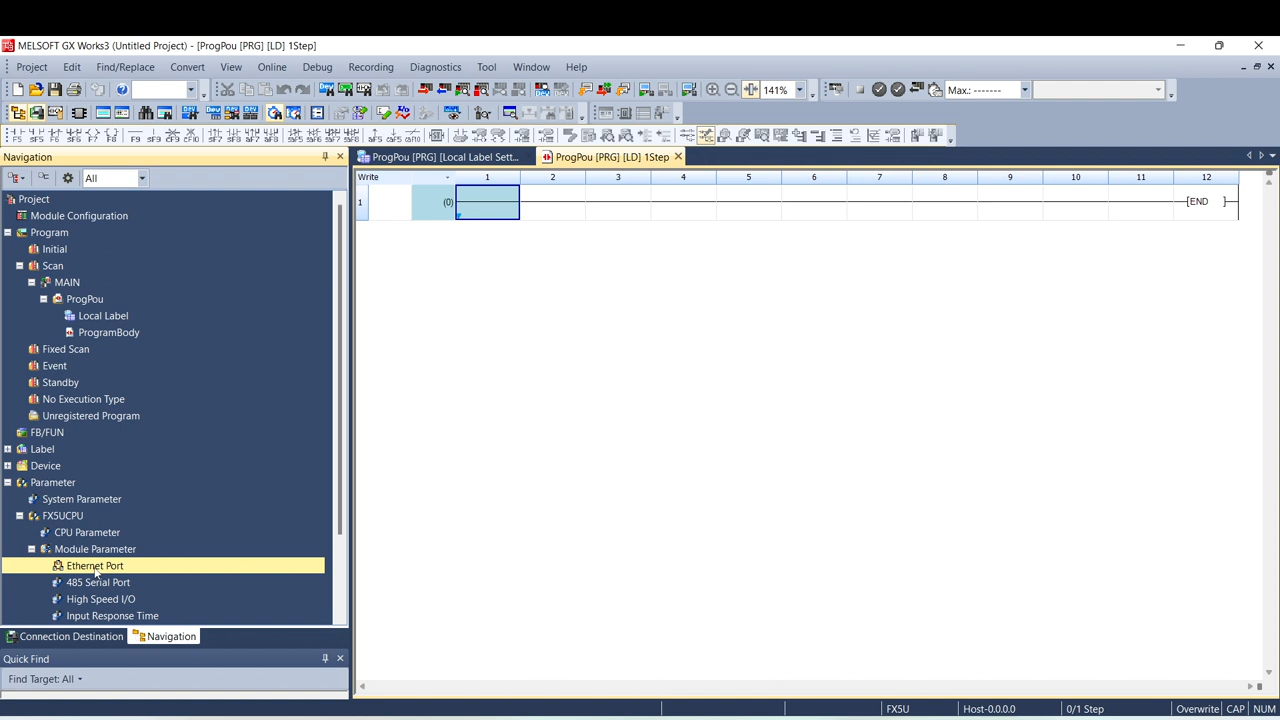 MELSOFT GX Works3 (Untitled Project) - [ProgPou [PRG] [LD] 1Step]
Project Edit Find/Replace Convert View Online Debug Recording Diagnostics Tool Window Help
141% Max.: -------
Navigation
ProgPou [PRG] [Local Label Sett...
ProgPou [PRG] [LD] 1Step
All
Write 1 2 3 4 5 6 7 8 9 10 11 12
1 (0) [END ]
Project
Module Configuration
Program
Initial
Scan
MAIN
ProgPou
Local Label
ProgramBody
Fixed Scan
Event
Standby
No Execution Type
Unregistered Program
FB/FUN
Label
Device
Parameter
System Parameter
FX5UCPU
CPU Parameter
Module Parameter
Ethernet Port
485 Serial Port
High Speed I/O
Input Response Time
Connection Destination Navigation
Quick Find
Find Target: All
FX5U Host-0.0.0.0 0/1 Step Overwrite CAP NUM